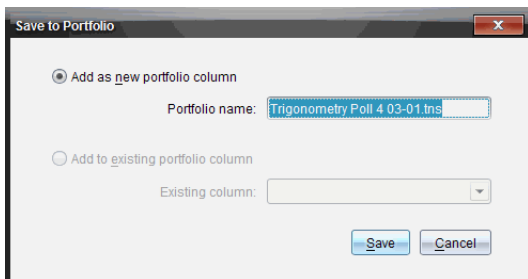 Save to Portfolio
Add as new portfolio column
Portfolio name: Trigonometry Poll 4 03-01.tns
Add to existing portfolio column
Existing column:
Save Cancel